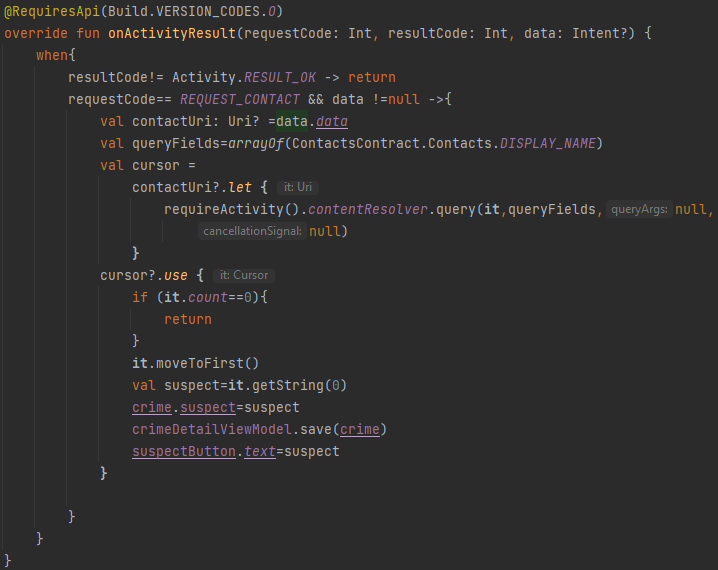 @RequiresApi(Build.VERSION_CODES.O)
override fun onActivityResult(requestCode: Int, resultCode: Int, data: Intent?) {
when{
resultCode!= Activity.RESULT_OK -> return
requestCode== REQUEST_CONTACT && data !=null ->{
val contactUri: Uri? =data.data
val queryFields=arrayOf(ContactsContract.Contacts.DISPLAY_NAME)
val cursor =
contactUri?.let { it: Uri
requireActivity().contentResolver.query(it,queryFields, queryArgs: null,
cancellationSignal: null)
}
cursor?.use { it: Cursor
if (it.count==0){
return
}
it.moveToFirst()
val suspect=it.getString(0)
crime.suspect=suspect
crimeDetailViewModel.save(crime)
suspectButton.text=suspect
}
}
}
}